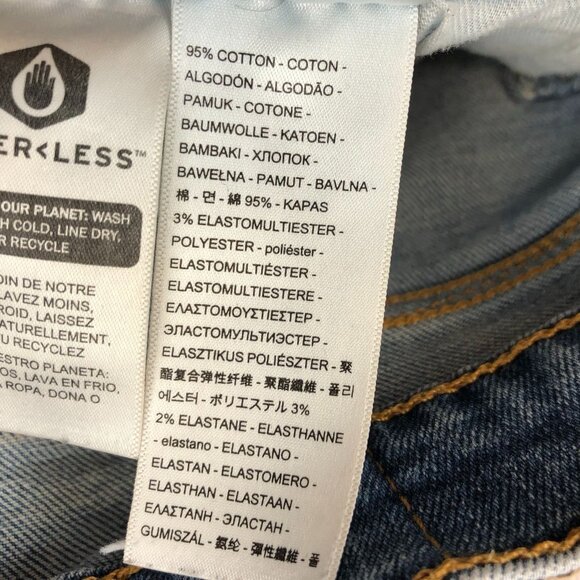 ER<LESS™
OUR PLANET: WASH
H COLD, LINE DRY,
R RECYCLE
OIN DE NOTRE
LAVEZ MOINS,
ROID, LAISSEZ
NATURELLEMENT,
U RECYCLEZ
ESTRO PLANETA:
OS, LAVA EN FRIO,
A ROPA, DONA O
95% COTTON - COTON -
ALGODÓN - ALGODÃO -
PAMUK - COTONE -
BAUMWOLLE - KATOEN -
BAMBAKI - ХЛОПОК -
BAWEŁNA - PAMUT - BAVLNA -
棉 - 면 - 綿 95% - KAPAS
3% ELASTOMULTIESTER -
POLYESTER - poliéster -
ELASTOMULTIÉSTER -
ELASTOMULTIESTERE -
ΕΛΑΣΤΟΜΟΥΣΤΙΕΣΤΕΡ -
ЭЛАСТОМУЛЬТИЭСТЕР -
ELASZTIKUS POLIÉSZTER - 聚
酯复合弹性纤维 - 聚酯纖維 - 폴리
에스터 - ポリエステル 3%
2% ELASTANE - ELASTHANNE
- elastano - ELASTANO -
ELASTAN - ELASTOMERO -
ELASTHAN - ELASTAAN -
ΕΛΑΣΤΑΝΗ - ЭЛАСТАН -
GUMISZÁL - 氨纶 - 彈性纖維 - 폴